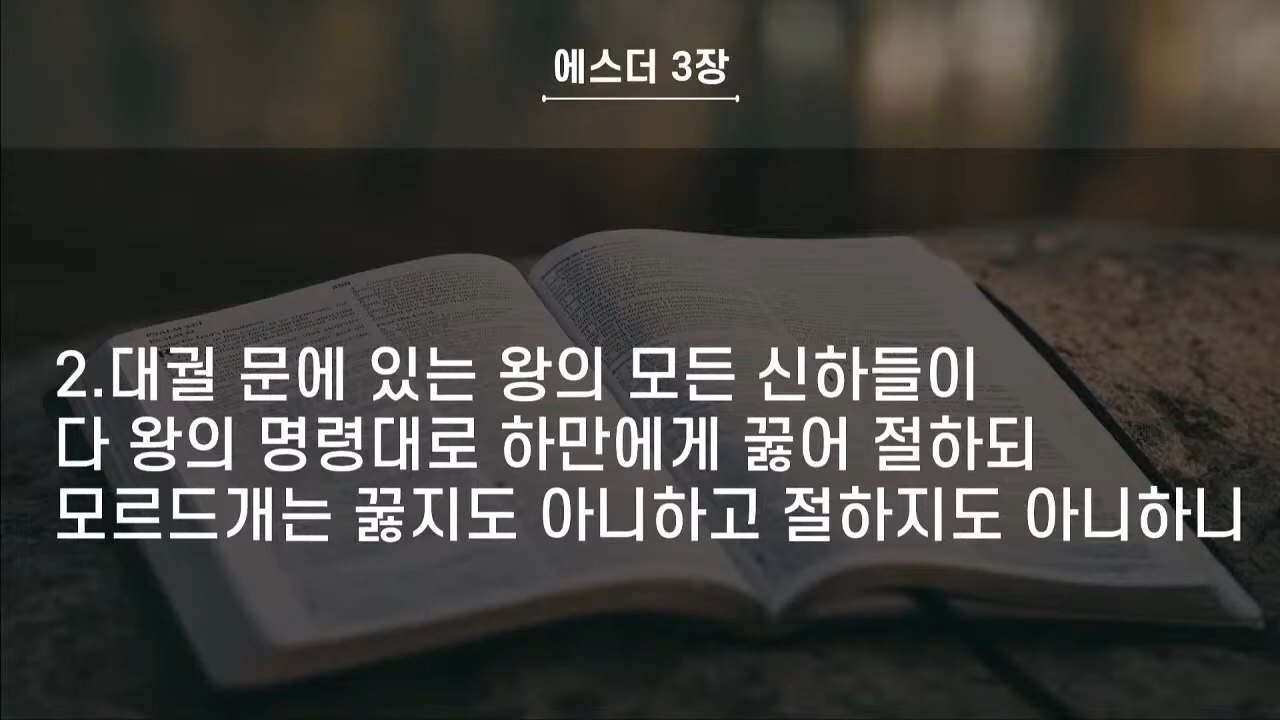 에스더 3장
2.대궐 문에 있는 왕의 모든 신하들이
다 왕의 명령대로 하만에게 꿇어 절하되
모르드개는 꿇지도 아니하고 절하지도 아니하니